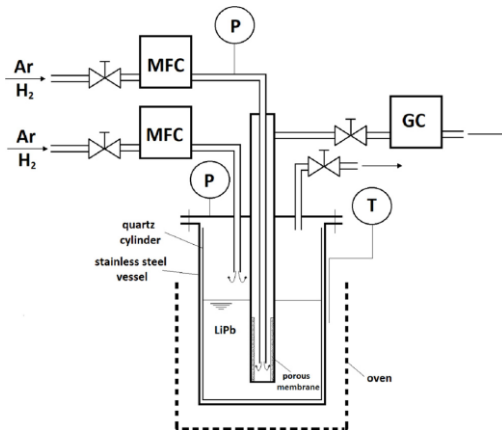 P
Ar
H₂
MFC
Ar
H₂
MFC
GC
P
T
quartz
cylinder
stainless steel
vessel
LiPb
porous
membrane
oven